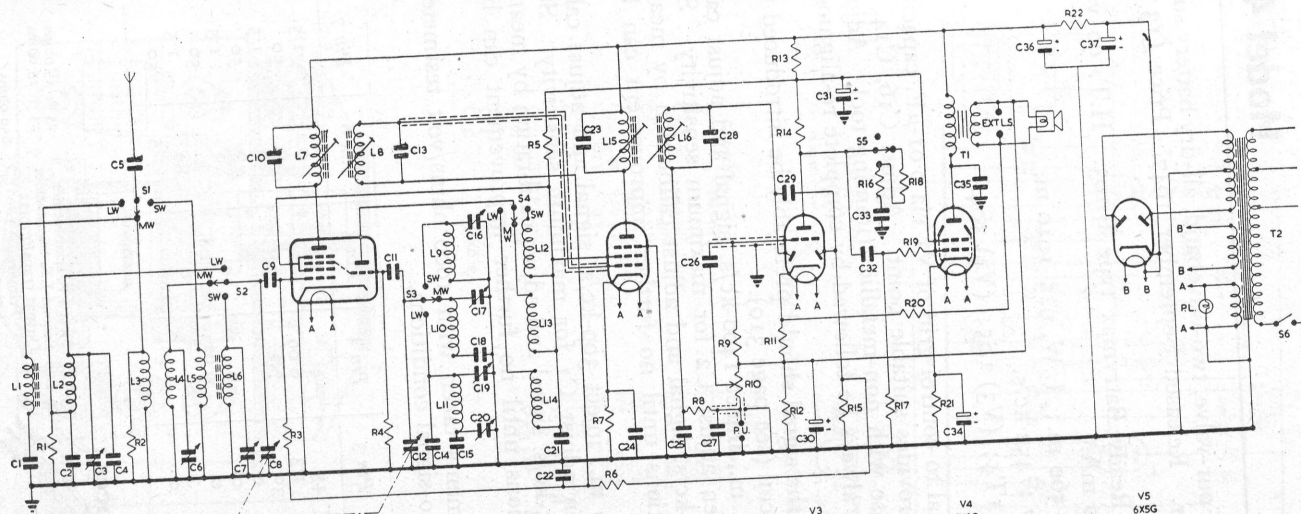 R22
C36 + - C37 + -
R13
C31 + -
C5
S1
LW SW
MW
C10 L7 L8 C13
R5
C23 L15 L16 C28
R14
S5
R16 R18
C33
T1
EXT L.S.
C35
LW
MW S2
SW
C9
C11
C16
LW S4 SW
MW
L9 L12
SW
S3 MW
LW
C17
L10 L13
C18
C19
L11 L14
C20
C29
C26
C32 R19
R20
A A
A A
A A
A A
B B
B
B
A
P.L.
A
T2
S6
R9 R11
R10
R8
P.U.
L1 L2 L3 L4 L5 L6
R1 R2 R3 R4
C1 C2 C3 C4 C6 C7 C8
C12 C14 C15 C21
C22
R6
R7 C24 C25 C27
R12 C30 + - R15 R17 R21 C34 + -
V3
V4
V5
6X5G